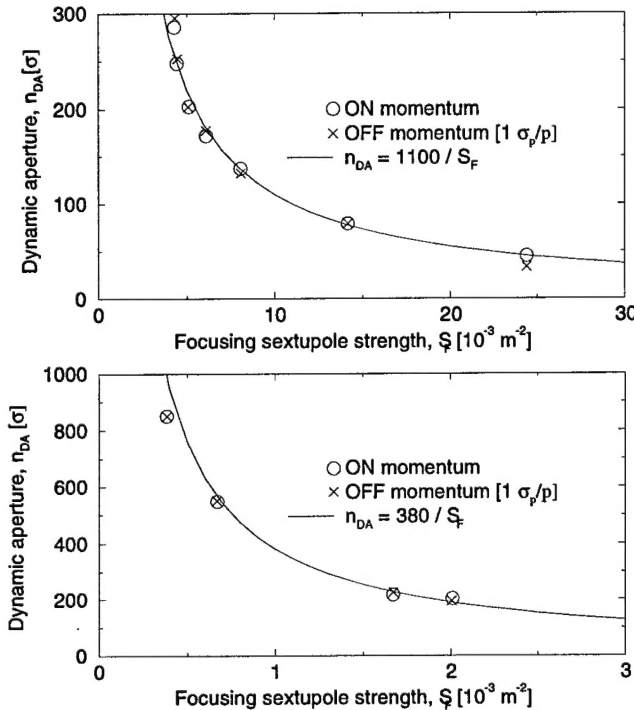 300
200
100
0
Dynamic aperture, n_DA[σ]
○ ON momentum
× OFF momentum [1 σ_p/p]
— n_DA = 1100 / S_F
0 10 20 30
Focusing sextupole strength, S_F [10⁻³ m⁻²]
1000
800
600
400
200
0
Dynamic aperture, n_DA [σ]
○ ON momentum
× OFF momentum [1 σ_p/p]
— n_DA = 380 / S_F
0 1 2 3
Focusing sextupole strength, S_F [10⁻³ m⁻²]